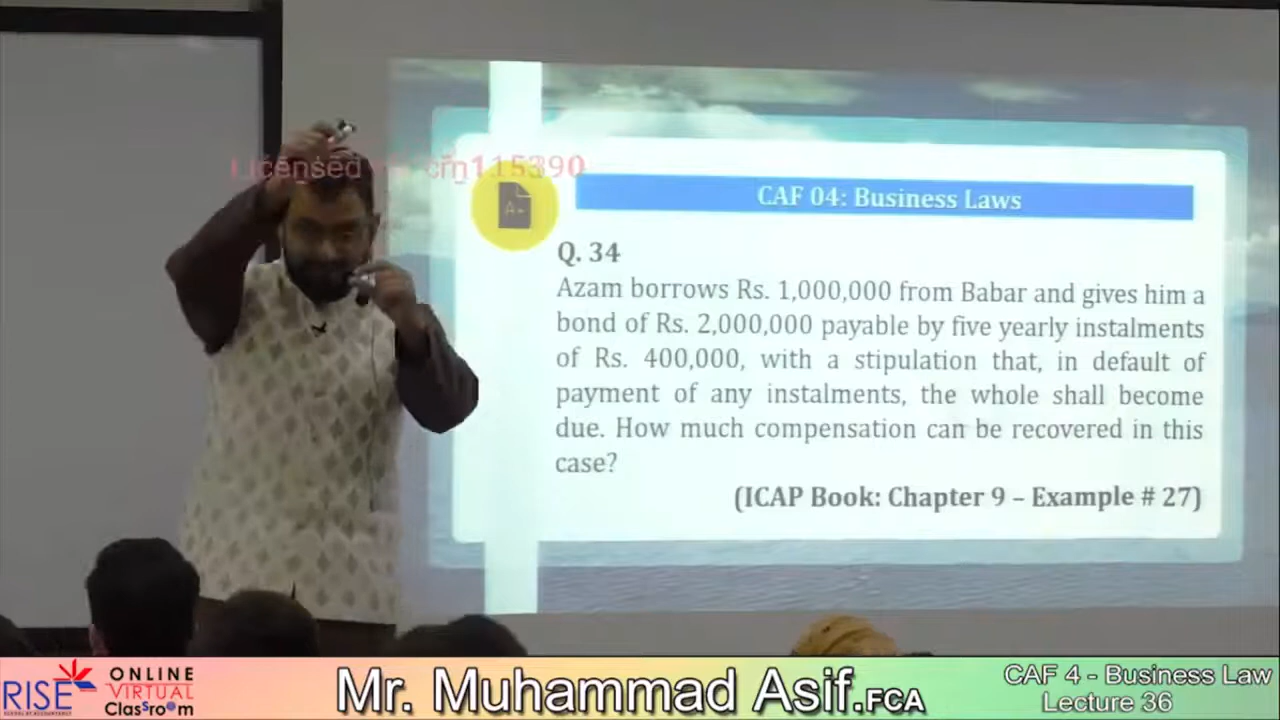 Licensed
cm115390
A+
CAF 04: Business Laws
Q. 34
Azam borrows Rs. 1,000,000 from Babar and gives him a
bond of Rs. 2,000,000 payable by five yearly instalments
of Rs. 400,000, with a stipulation that, in default of
payment of any instalments, the whole shall become
due. How much compensation can be recovered in this
case?
(ICAP Book: Chapter 9 – Example # 27)
RISE
ONLINE
VIRTUAL
ClasSroom
Mr. Muhammad Asif.FCA
CAF 4 - Business Law
Lecture 36